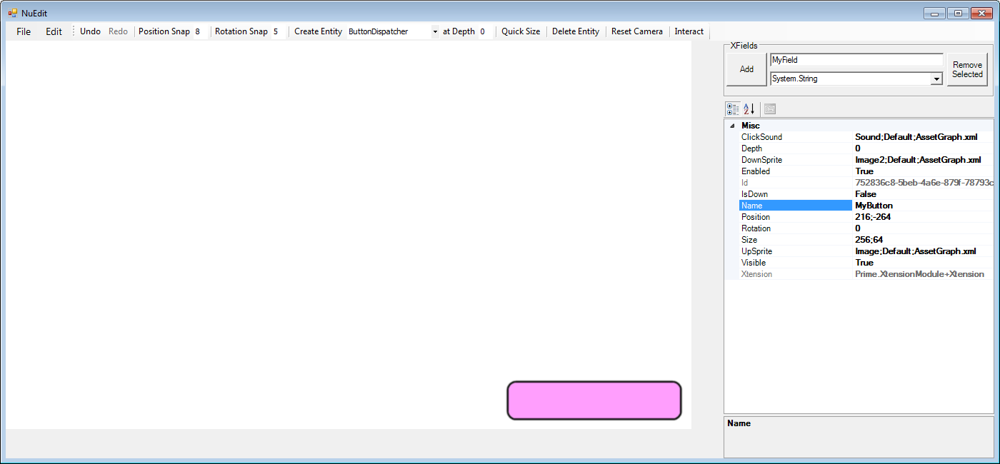 NuEdit
File Edit Undo Redo Position Snap 8 Rotation Snap 5 Create Entity ButtonDispatcher at Depth 0 Quick Size Delete Entity Reset Camera Interact
XFields
Add
MyField
System.String
Remove
Selected
Misc
ClickSound Sound;Default;AssetGraph.xml
Depth 0
DownSprite Image2;Default;AssetGraph.xml
Enabled True
Id 752836c8-5beb-4a6e-879f-78793c
IsDown False
Name MyButton
Position 216;-264
Rotation 0
Size 256;64
UpSprite Image;Default;AssetGraph.xml
Visible True
Xtension Prime.XtensionModule+Xtension
Name